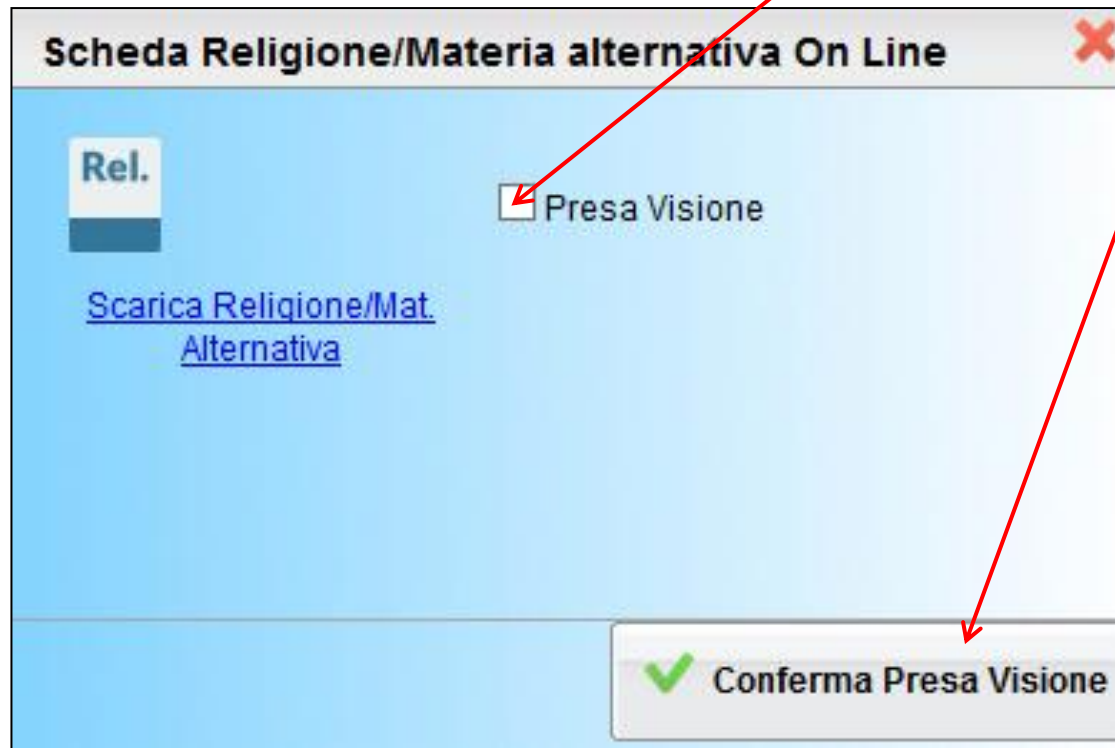 Scheda Religione/Materia alternativa On Line
Rel.
Presa Visione
Scarica Religione/Mat.
Alternativa
Conferma Presa Visione